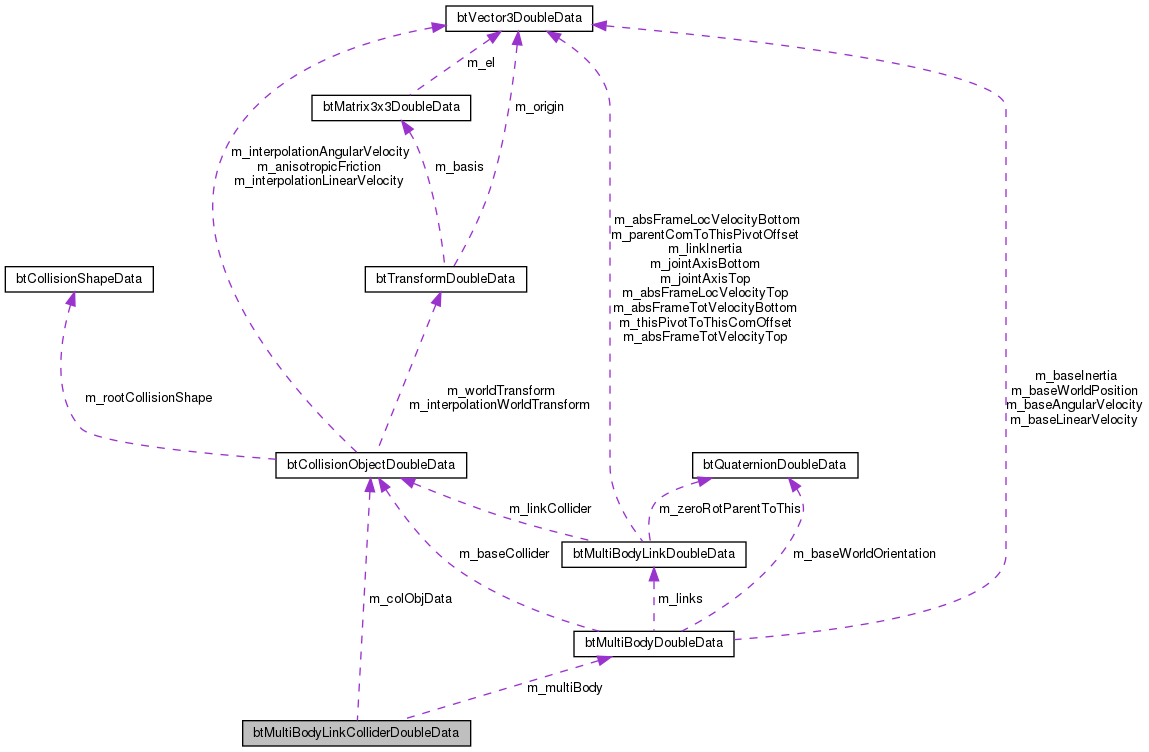 btVector3DoubleData
m_el
btMatrix3x3DoubleData
m_origin
m_interpolationAngularVelocity
m_anisotropicFriction
m_interpolationLinearVelocity
m_basis
m_absFrameLocVelocityBottom
m_parentComToThisPivotOffset
m_linkInertia
m_jointAxisBottom
m_jointAxisTop
m_absFrameLocVelocityTop
m_absFrameTotVelocityBottom
m_thisPivotToThisComOffset
m_absFrameTotVelocityTop
btCollisionShapeData
btTransformDoubleData
m_rootCollisionShape
m_worldTransform
m_interpolationWorldTransform
m_baseInertia
m_baseWorldPosition
m_baseAngularVelocity
m_baseLinearVelocity
btCollisionObjectDoubleData
btQuaternionDoubleData
m_linkCollider
m_zeroRotParentToThis
m_baseCollider
btMultiBodyLinkDoubleData
m_baseWorldOrientation
m_colObjData
m_links
btMultiBodyDoubleData
m_multiBody
btMultiBodyLinkColliderDoubleData